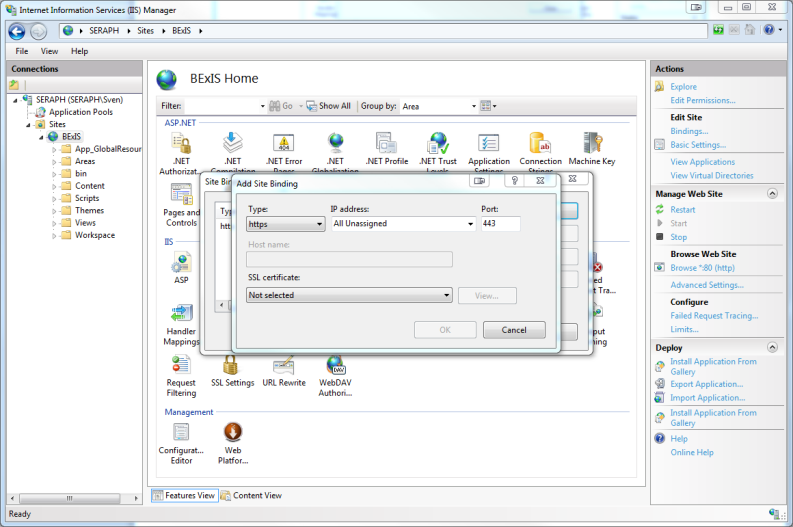 Internet Information Services (IIS) Manager
SERAPH
Sites
BExIS
File View Help
Connections
SERAPH (SERAPH\Sven)
Application Pools
Sites
BExIS
App_GlobalResour
Areas
bin
Content
Scripts
Themes
Views
Workspace
BExIS Home
Filter: Go Show All Group by: Area
ASP.NET
.NET Authorizat...
.NET Compilation
.NET Error Pages
.NET Globalization
.NET Profile
.NET Trust Levels
Application Settings
Connection Strings
Machine Key
Pages and Controls
Site Bin
Typ
htt
Add Site Binding
Type: IP address: Port:
https All Unassigned 443
Host name:
SSL certificate:
Not selected View...
OK Cancel
IIS
ASP
Handler Mappings
Request Filtering
SSL Settings
URL Rewrite
WebDAV Authori...
Management
Configurat... Editor
Web Platfor...
Features View Content View
Actions
Explore
Edit Permissions...
Edit Site
Bindings...
Basic Settings...
View Applications
View Virtual Directories
Manage Web Site
Restart
Start
Stop
Browse Web Site
Browse *:80 (http)
Advanced Settings...
Configure
Failed Request Tracing...
Limits...
Deploy
Install Application From
Gallery
Export Application...
Import Application...
Install Application From
Gallery
Help
Online Help
Ready